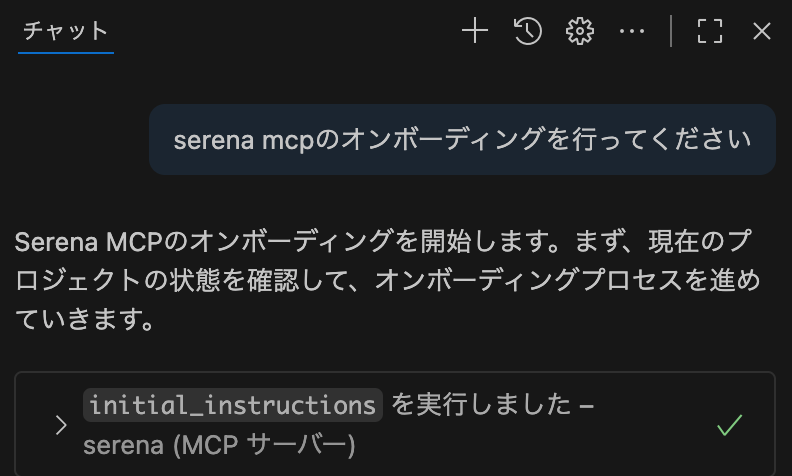 チャット
serena mcpのオンボーディングを行ってください
Serena MCPのオンボーディングを開始します。まず、現在のプ
ロジェクトの状態を確認して、オンボーディングプロセスを進め
ていきます。
initial_instructions を実行しました –
serena (MCP サーバー)